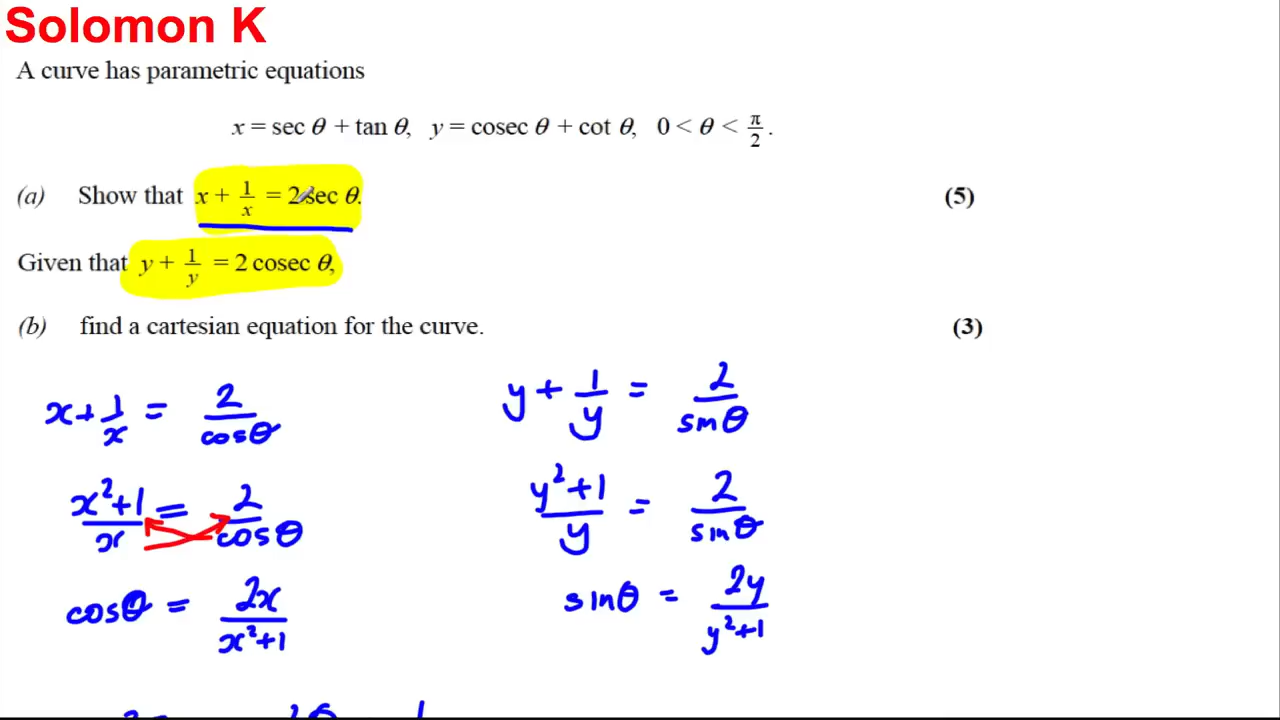 Solomon K
A curve has parametric equations
x = sec θ + tan θ, y = cosec θ + cot θ, 0 < θ < π/2.
(a) Show that x + 1/x = 2 sec θ. (5)
Given that y + 1/y = 2 cosec θ,
(b) find a cartesian equation for the curve. (3)
x + 1/x = 2/cosθ y + 1/y = 2/sinθ
x²+1/x = 2/cosθ y²+1/y = 2/sinθ
cosθ = 2x/x²+1 sinθ = 2y/y²+1